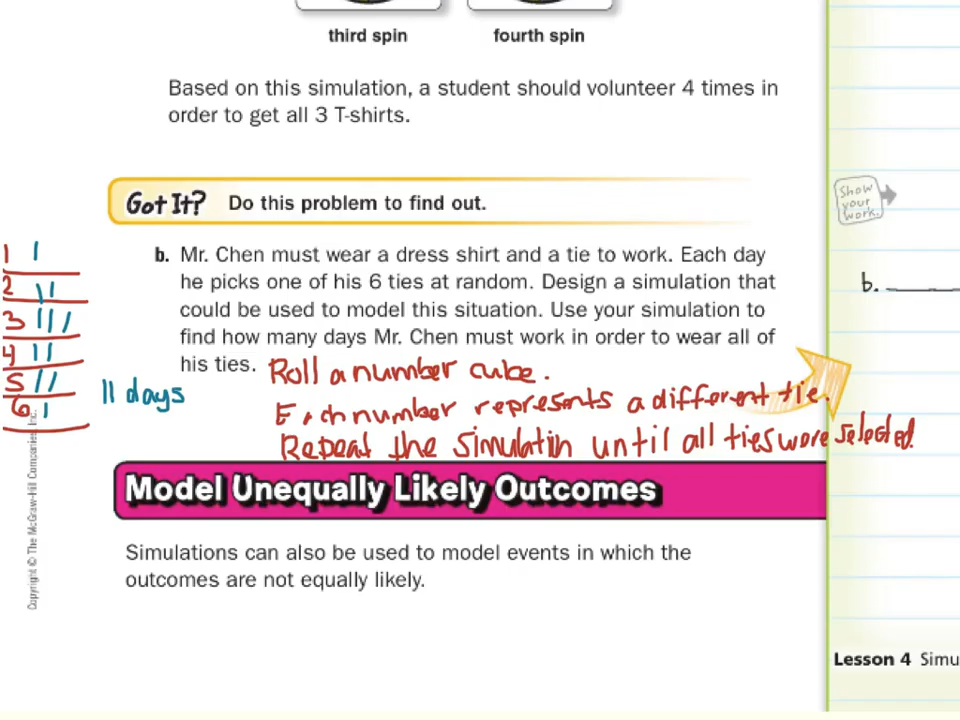 third spin
fourth spin
Based on this simulation, a student should volunteer 4 times in
order to get all 3 T-shirts.
Got It? Do this problem to find out.
Show
your
work.
b. Mr. Chen must wear a dress shirt and a tie to work. Each day
he picks one of his 6 ties at random. Design a simulation that
could be used to model this situation. Use your simulation to
find how many days Mr. Chen must work in order to wear all of
his ties.
b.
1
2
3
4
5
6
11 days
Roll a number cube.
Each number represents a different tie.
Repeat the simulatin until all ties were selected.
Model Unequally Likely Outcomes
Simulations can also be used to model events in which the
outcomes are not equally likely.
Copyright © The McGraw-Hill Companies, Inc.
Lesson 4 Simu